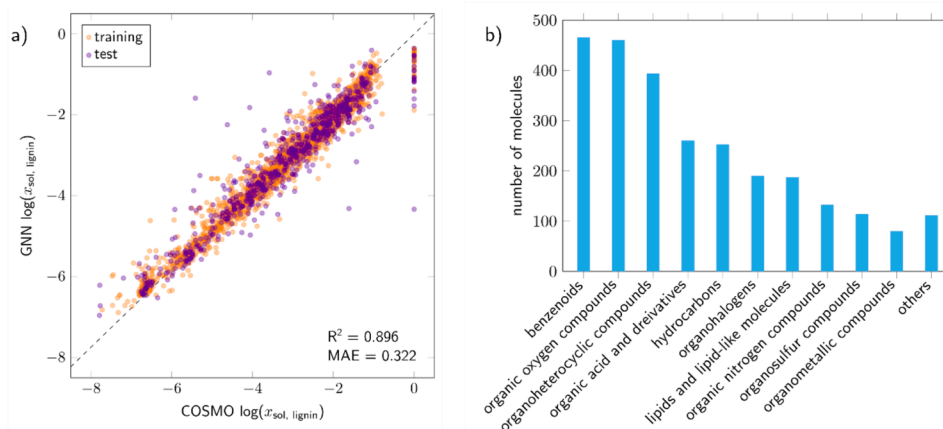 a)
training
test
0
−2
−4
−6
−8
GNN log(x_sol, lignin)
R² = 0.896
MAE = 0.322
−8 −6 −4 −2 0
COSMO log(x_sol, lignin)
b)
500
400
300
200
100
0
number of molecules
benzenoids
organic oxygen compounds
organoheterocyclic compounds
organic acid and dreivatives
hydrocarbons
organohalogens
lipids and lipid-like molecules
organic nitrogen compounds
organosulfur compounds
organometallic compounds
others